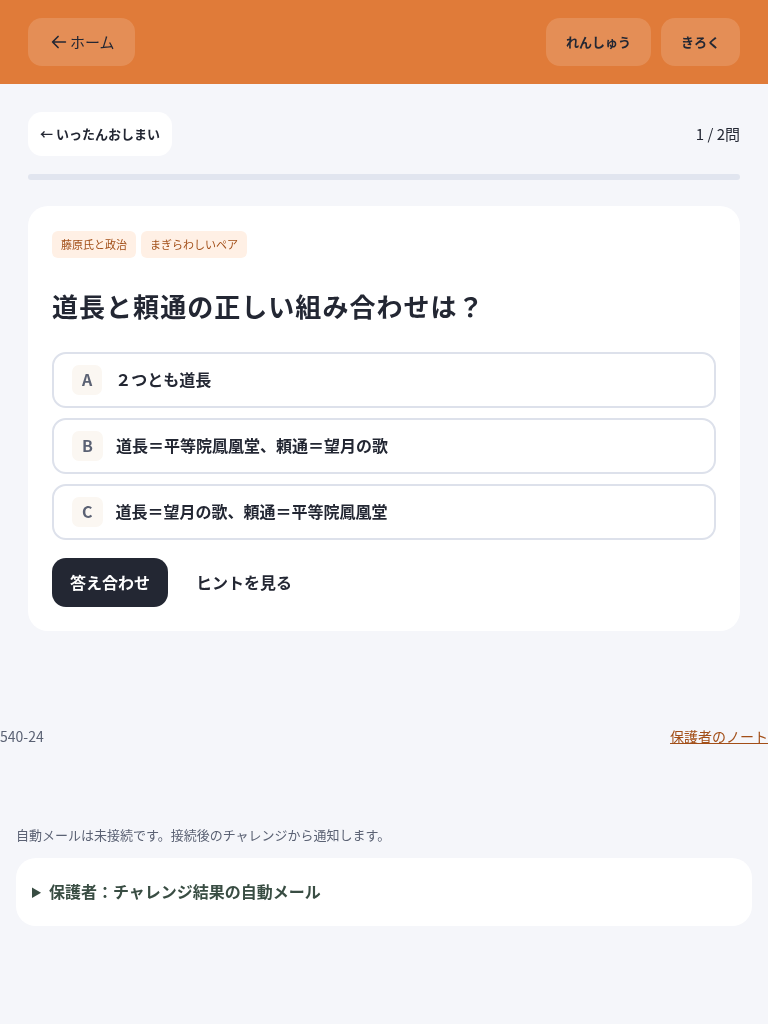 ← ホーム
れんしゅう
きろく
← いったんおしまい
1 / 2問
藤原氏と政治
まぎらわしいペア
道長と頼通の正しい組み合わせは？
A ２つとも道長
B 道長＝平等院鳳凰堂、頼通＝望月の歌
C 道長＝望月の歌、頼通＝平等院鳳凰堂
答え合わせ
ヒントを見る
540-24
保護者のノート
自動メールは未接続です。接続後のチャレンジから通知します。
▶ 保護者：チャレンジ結果の自動メール